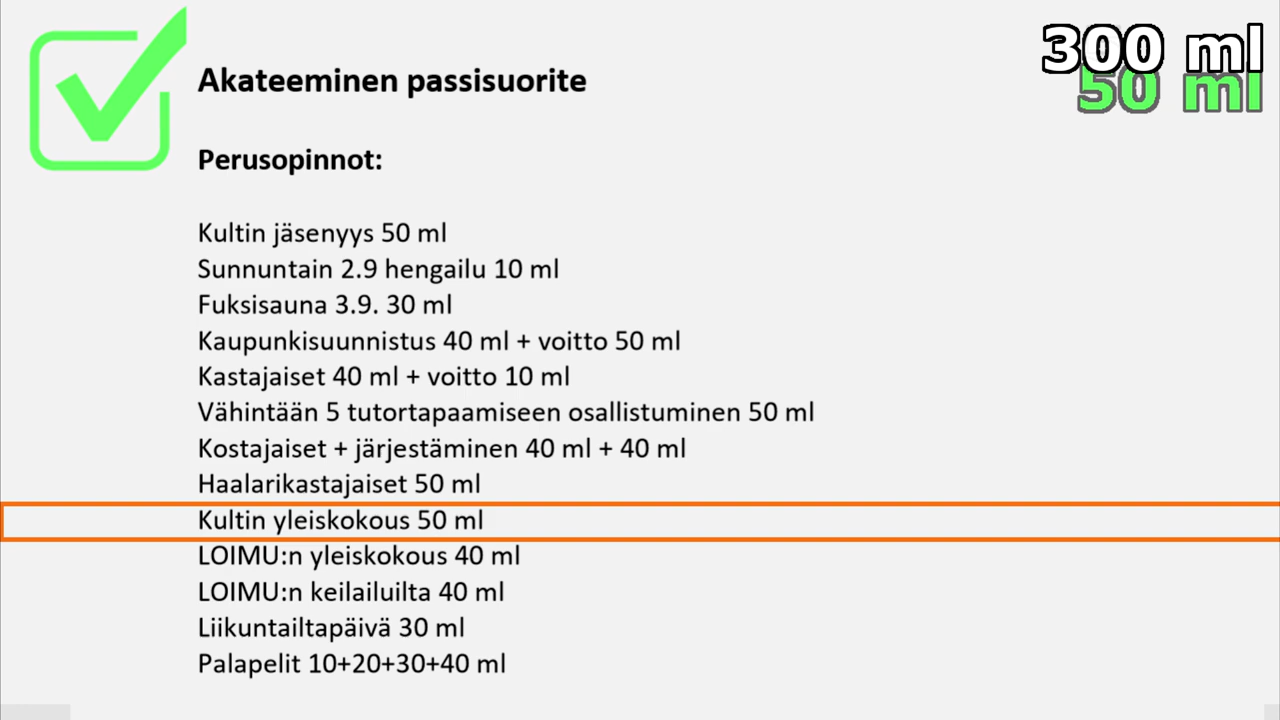 300 ml
50 ml
Akateeminen passisuorite
Perusopinnot:
Kultin jäsenyys 50 ml
Sunnuntain 2.9 hengailu 10 ml
Fuksisauna 3.9. 30 ml
Kaupunkisuunnistus 40 ml + voitto 50 ml
Kastajaiset 40 ml + voitto 10 ml
Vähintään 5 tutortapaamiseen osallistuminen 50 ml
Kostajaiset + järjestäminen 40 ml + 40 ml
Haalarikastajaiset 50 ml
Kultin yleiskokous 50 ml
LOIMU:n yleiskokous 40 ml
LOIMU:n keilailuilta 40 ml
Liikuntailtapäivä 30 ml
Palapelit 10+20+30+40 ml